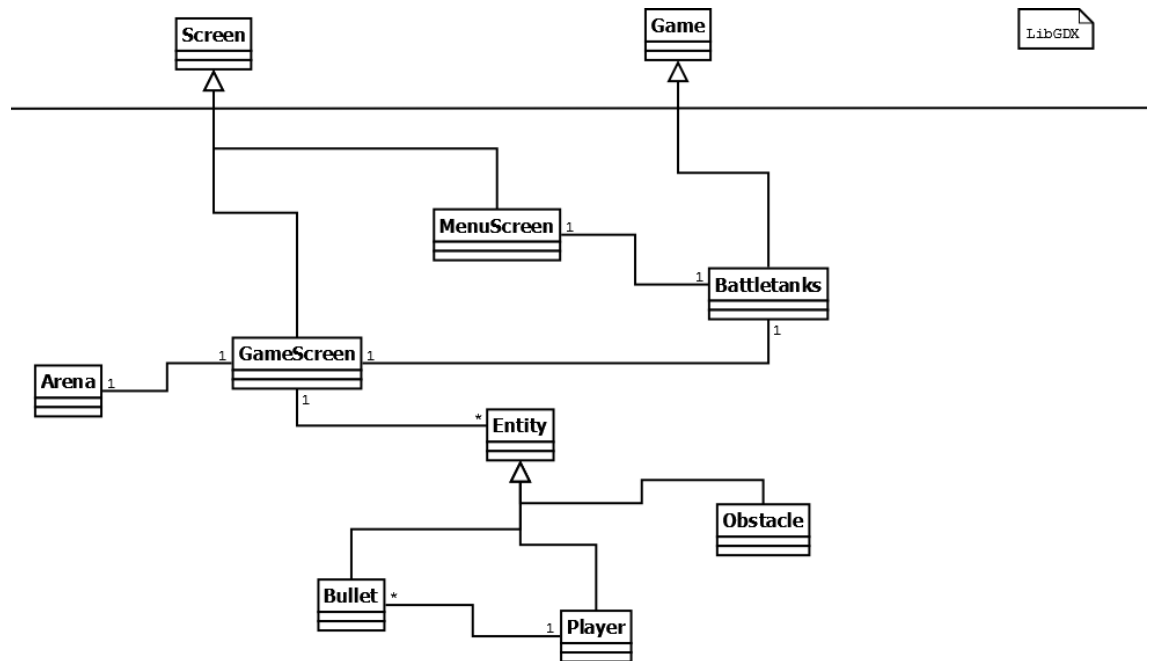 Screen
Game
LibGDX
MenuScreen
1
1
Battletanks
1
GameScreen
1
1
Arena
1
1
*
Entity
Obstacle
Bullet
*
1
Player